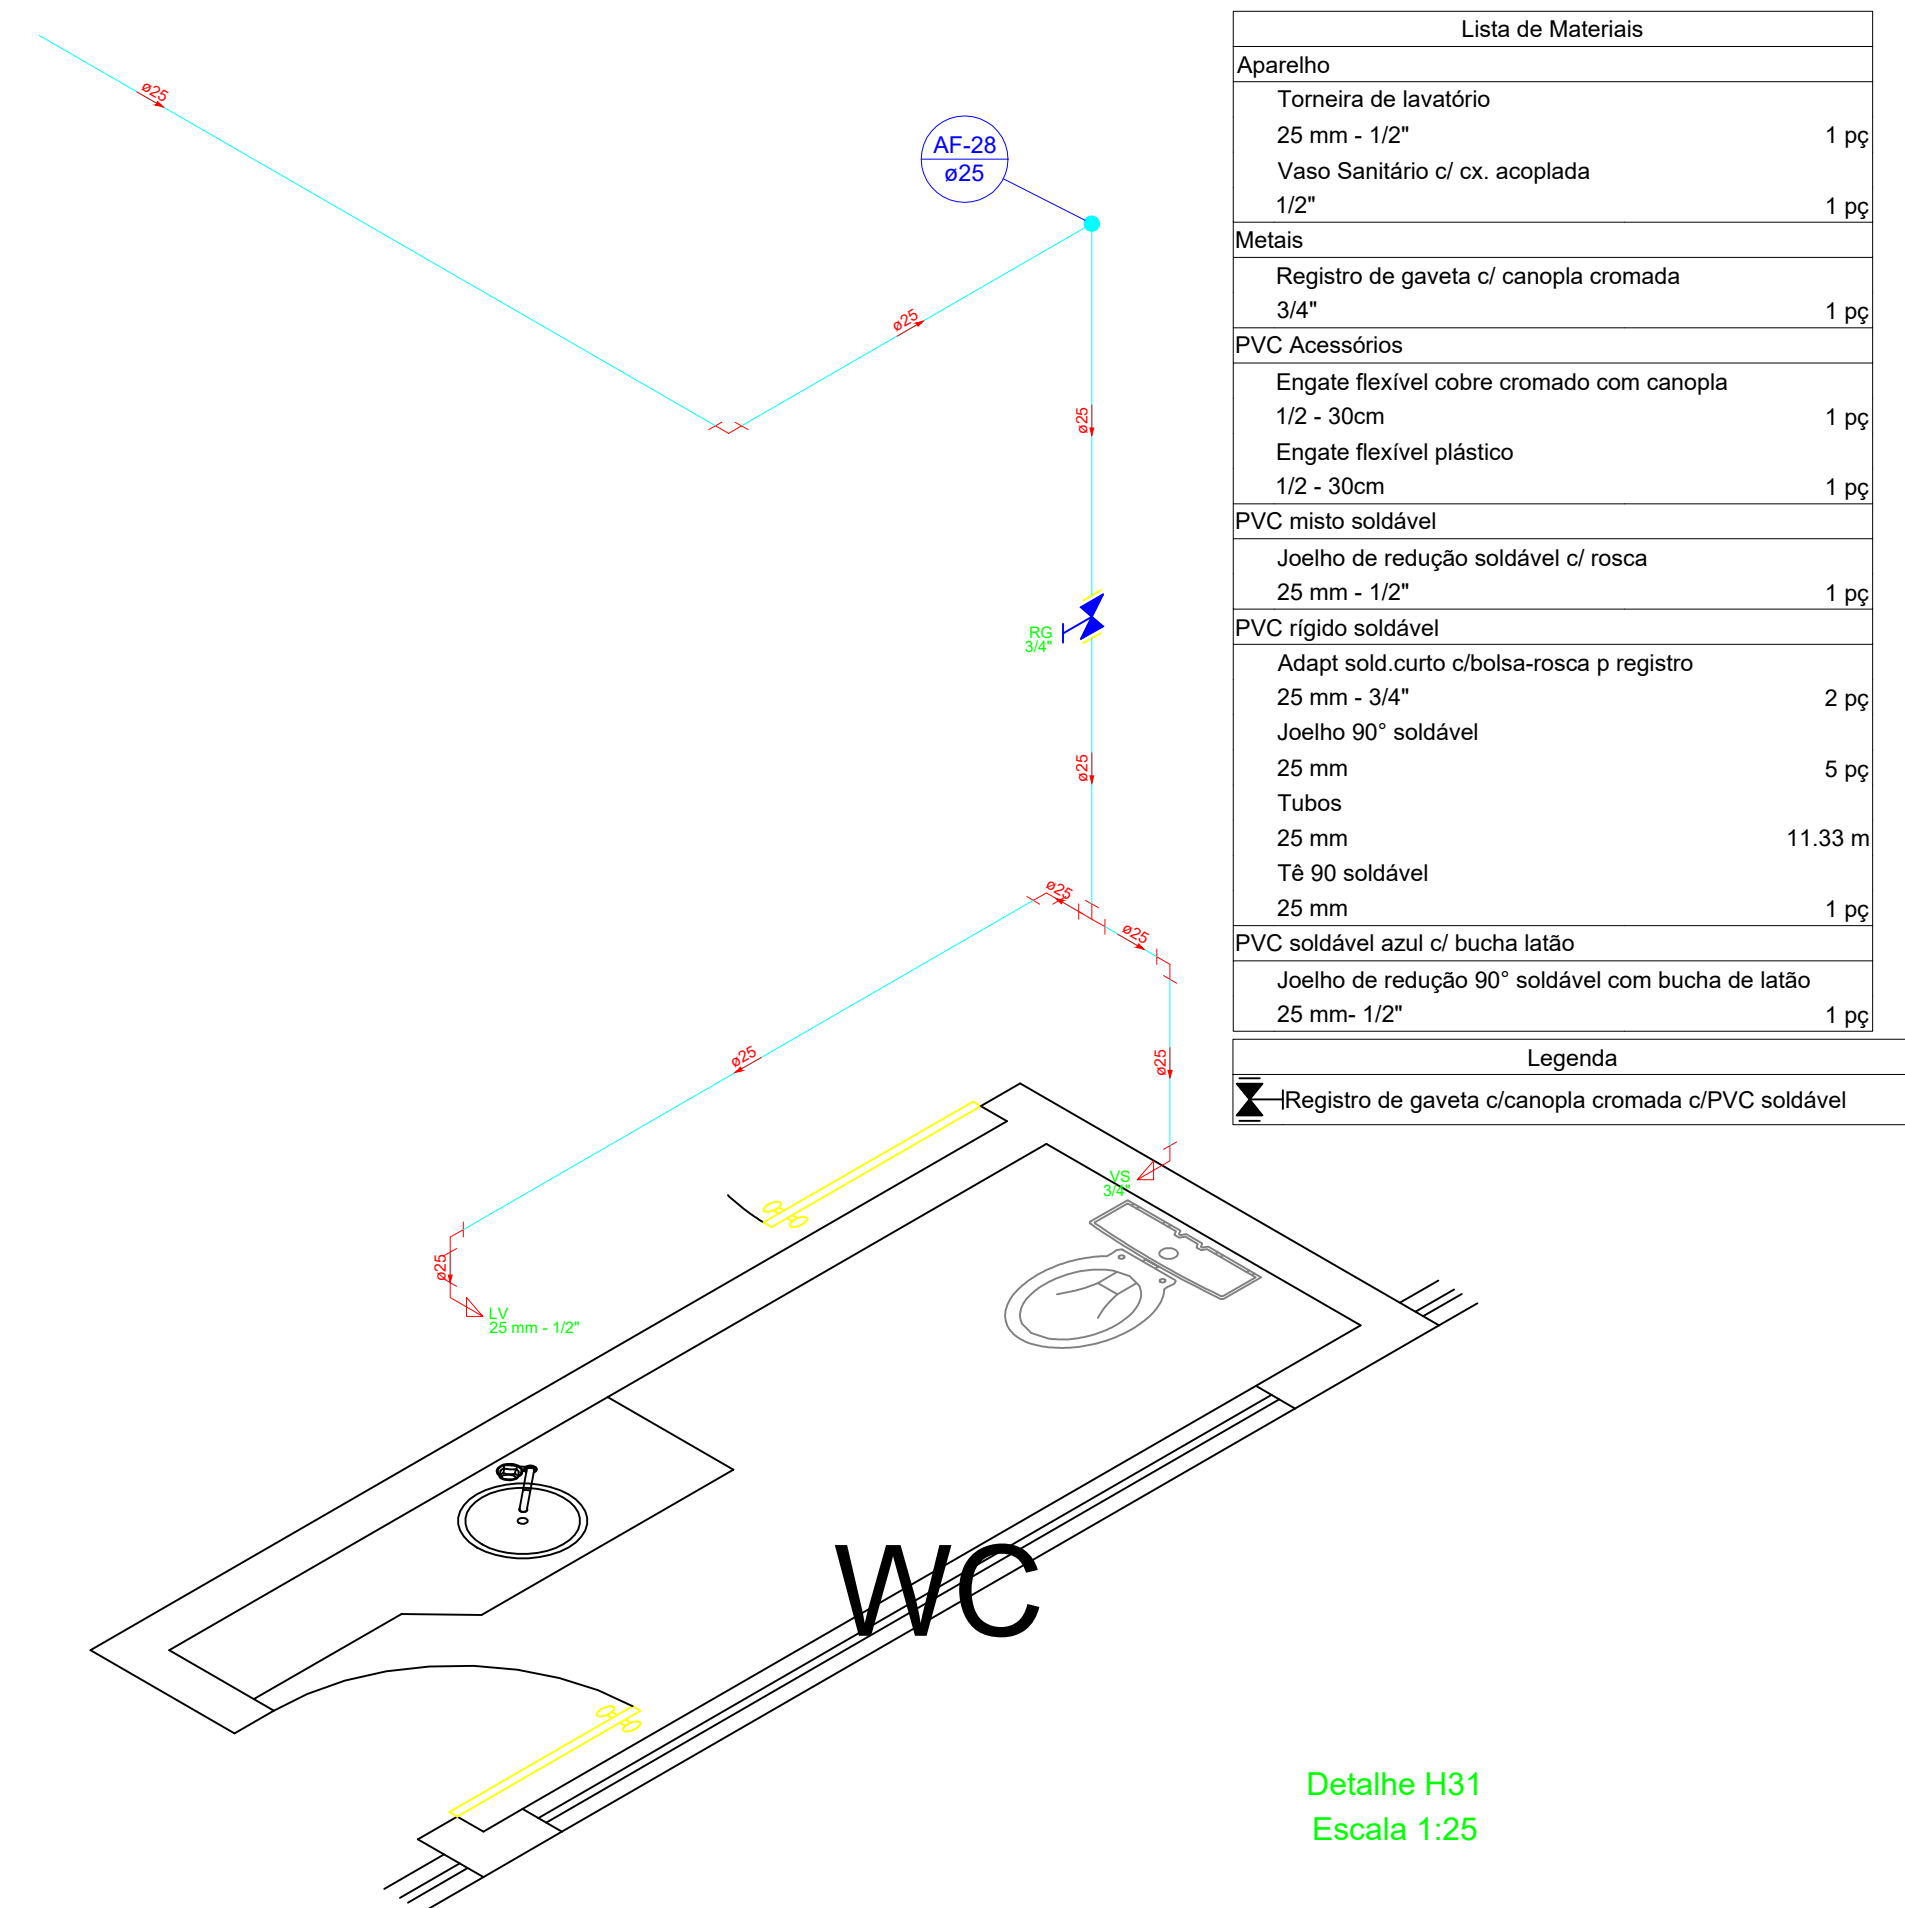 Lista de Materiais
Aparelho
Torneira de lavatório
25 mm - 1/2" 1 pç
Vaso Sanitário c/ cx. acoplada
1/2" 1 pç
Metais
Registro de gaveta c/ canopla cromada
3/4" 1 pç
PVC Acessórios
Engate flexível cobre cromado com canopla
1/2 - 30cm 1 pç
Engate flexível plástico
1/2 - 30cm 1 pç
PVC misto soldável
Joelho de redução soldável c/ rosca
25 mm - 1/2" 1 pç
PVC rígido soldável
Adapt sold.curto c/bolsa-rosca p registro
25 mm - 3/4" 2 pç
Joelho 90° soldável
25 mm 5 pç
Tubos
25 mm 11.33 m
Tê 90 soldável
25 mm 1 pç
PVC soldável azul c/ bucha latão
Joelho de redução 90° soldável com bucha de latão
25 mm- 1/2" 1 pç
Legenda
Registro de gaveta c/canopla cromada c/PVC soldável
ø25
AF-28
ø25
ø25
ø25
RG
3/4"
ø25
ø25
ø25
ø25
ø25
VS
3/4"
ø25
LV
25 mm - 1/2"
WC
Detalhe H31
Escala 1:25